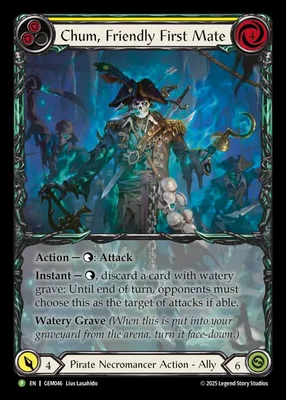 Chum, Friendly First Mate
Action — : Attack
Instant — , discard a card with watery
grave: Until end of turn, opponents must
choose this as the target of attacks if able.
Watery Grave (When this is put into your
graveyard from the arena, turn it face-down.)
4 Pirate Necromancer Action - Ally 6
P EN | GEM046 Lius Lasahido © 2025 Legend Story Studios